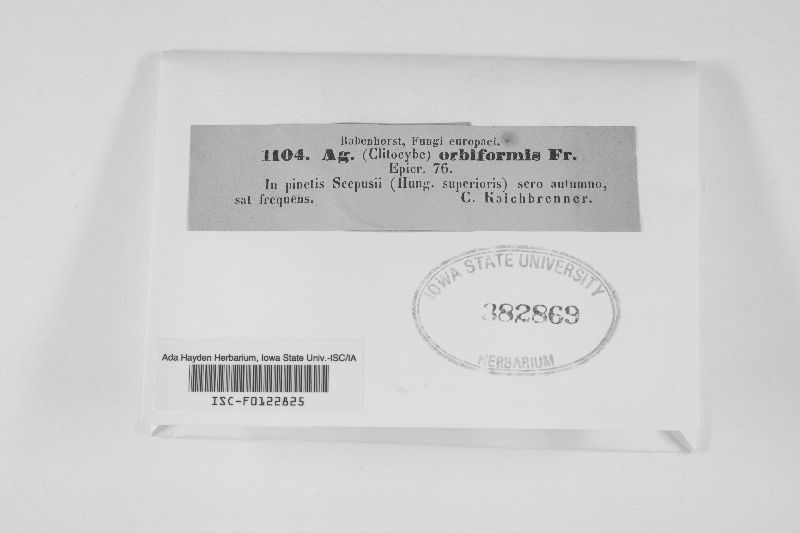 Rabenhorst, Fungi europaei.
1104. Ag. (Clitocybe) orbiformis Fr.
Epicr. 76.
In pinetis Scepusii (Hung. superioris) sero autumno,
sat frequens. C. Kalchbrenner.
IOWA STATE UNIVERSITY
382869
HERBARIUM
Ada Hayden Herbarium, Iowa State Univ.-ISC/IA
ISC-F0122825